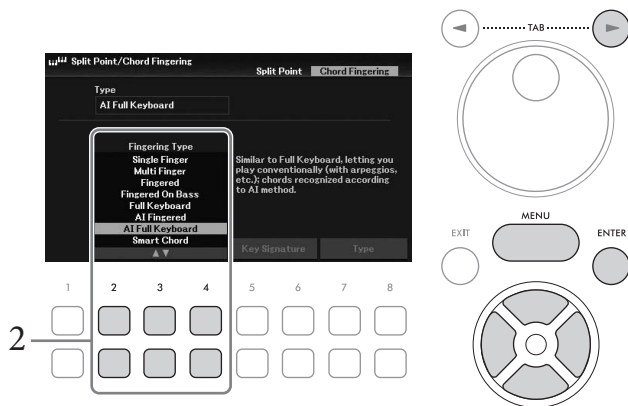 TAB
Split Point/Chord Fingering
Split Point Chord Fingering
Type
AI Full Keyboard
Fingering Type
Single Finger
Multi Finger
Fingered
Fingered On Bass
Full Keyboard
AI Fingered
AI Full Keyboard
Smart Chord
Similar to Full Keyboard, letting you
play conventionally (with arpeggios,
etc.); chords recognized according
to AI method.
Key Signature Type
EXIT MENU ENTER
1 2 3 4 5 6 7 8
2